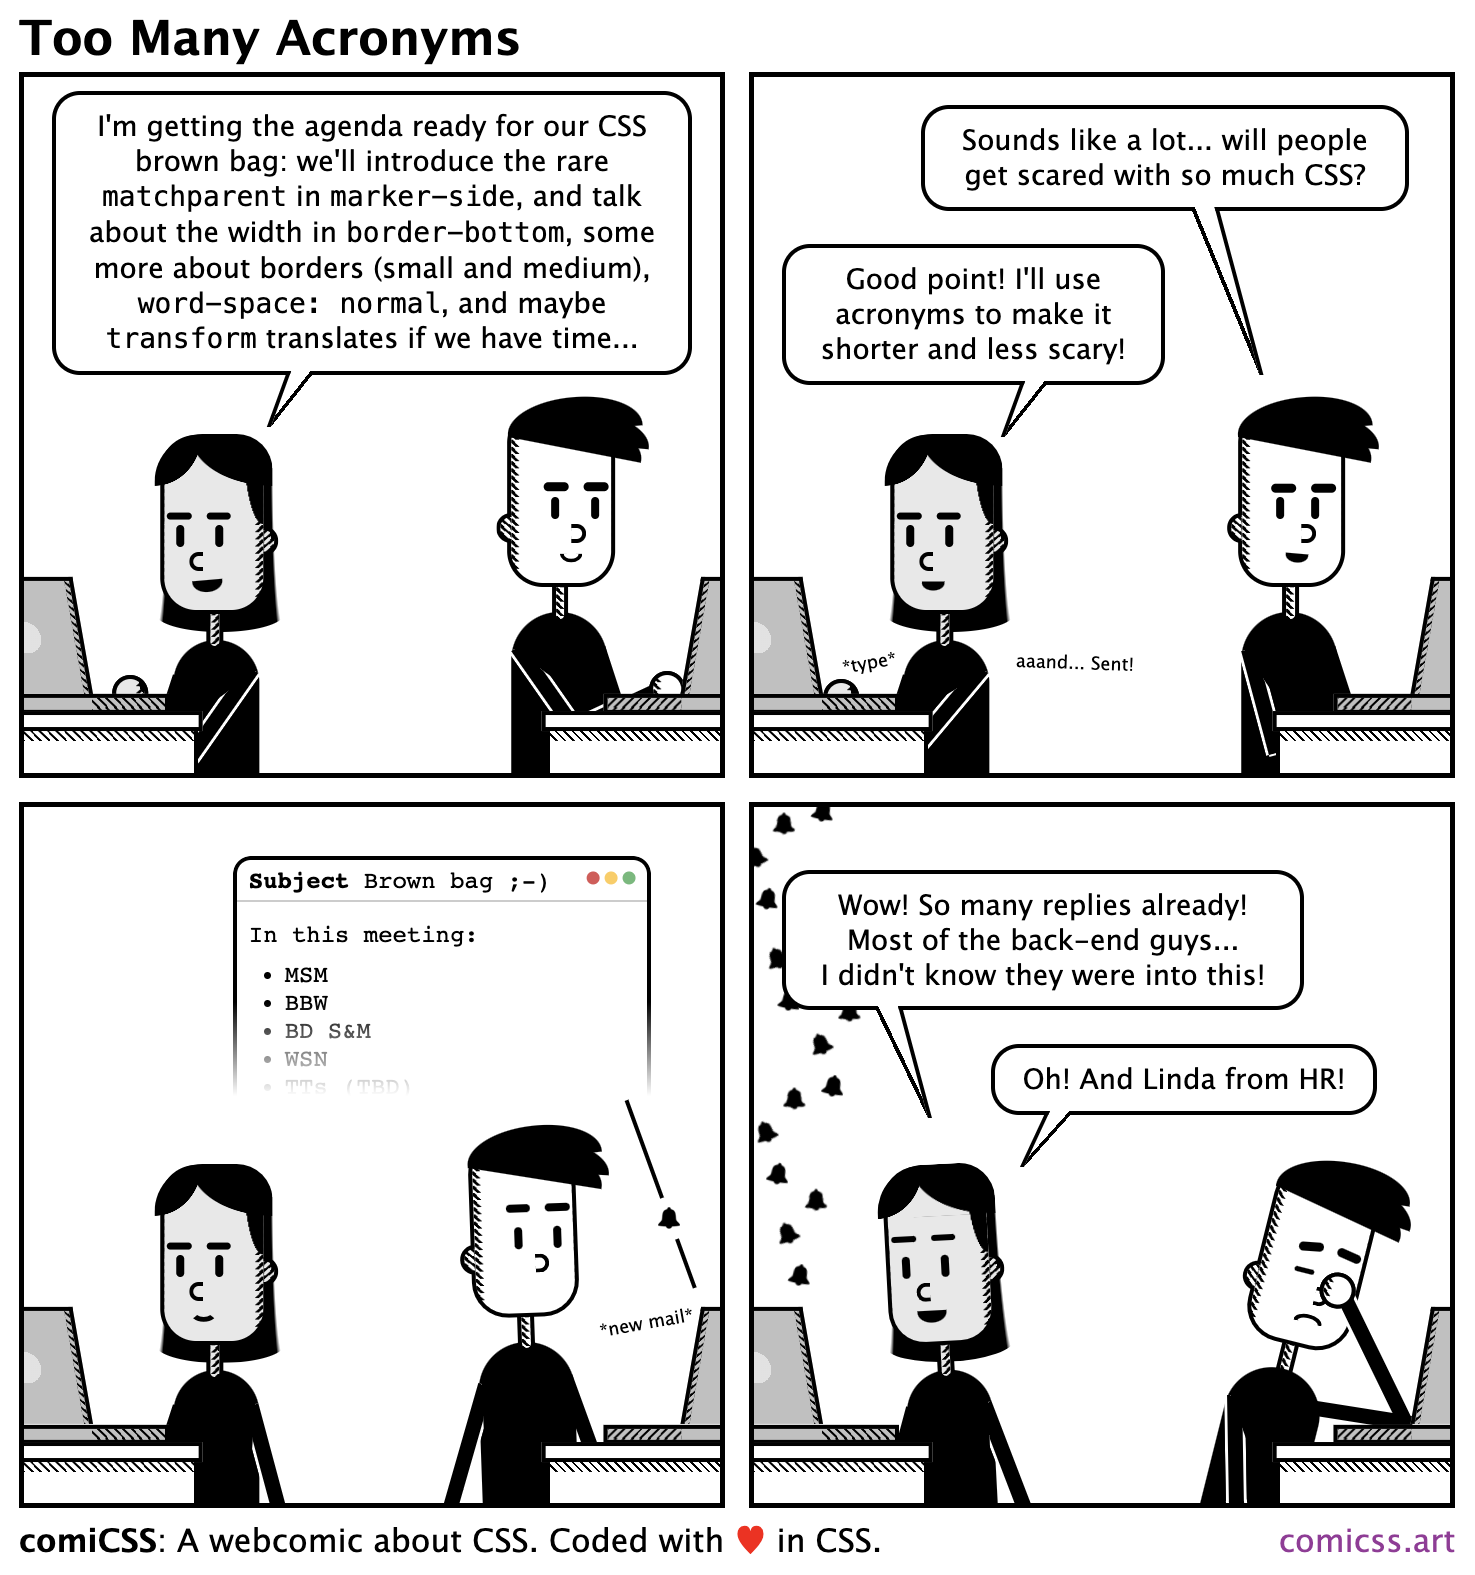 Too Many Acronyms
I'm getting the agenda ready for our CSS
brown bag: we'll introduce the rare
matchparent in marker-side, and talk
about the width in border-bottom, some
more about borders (small and medium),
word-space: normal, and maybe
transform translates if we have time...
Sounds like a lot... will people
get scared with so much CSS?
Good point! I'll use
acronyms to make it
shorter and less scary!
*type*
aaand... Sent!
Subject Brown bag ;-)
In this meeting:
• MSM
• BBW
• BD S&M
• WSN
• TTs (TBD)
*new mail*
Wow! So many replies already!
Most of the back-end guys...
I didn't know they were into this!
Oh! And Linda from HR!
comiCSS: A webcomic about CSS. Coded with ♥ in CSS.
comicss.art